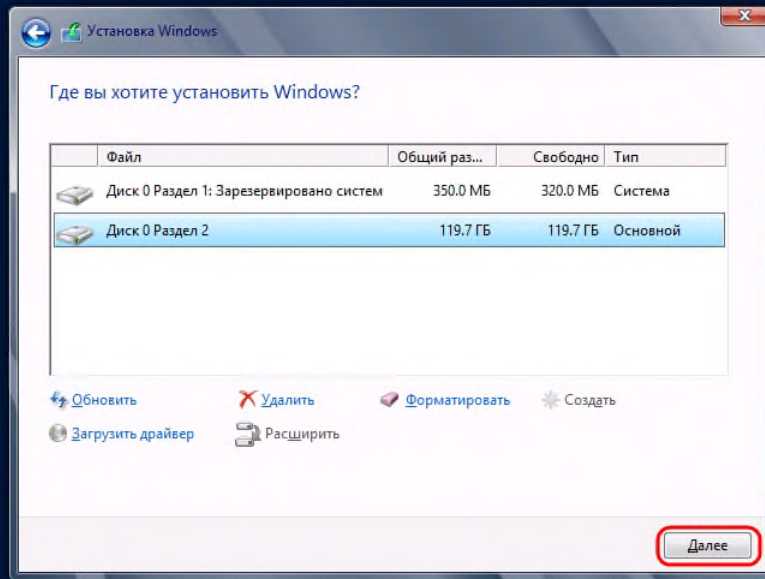 Установка Windows
Где вы хотите установить Windows?
Файл Общий раз... Свободно Тип
Диск 0 Раздел 1: Зарезервировано систем 350.0 МБ 320.0 МБ Система
Диск 0 Раздел 2 119.7 ГБ 119.7 ГБ Основной
Обновить Удалить Форматировать Создать
Загрузить драйвер Расширить
Далее